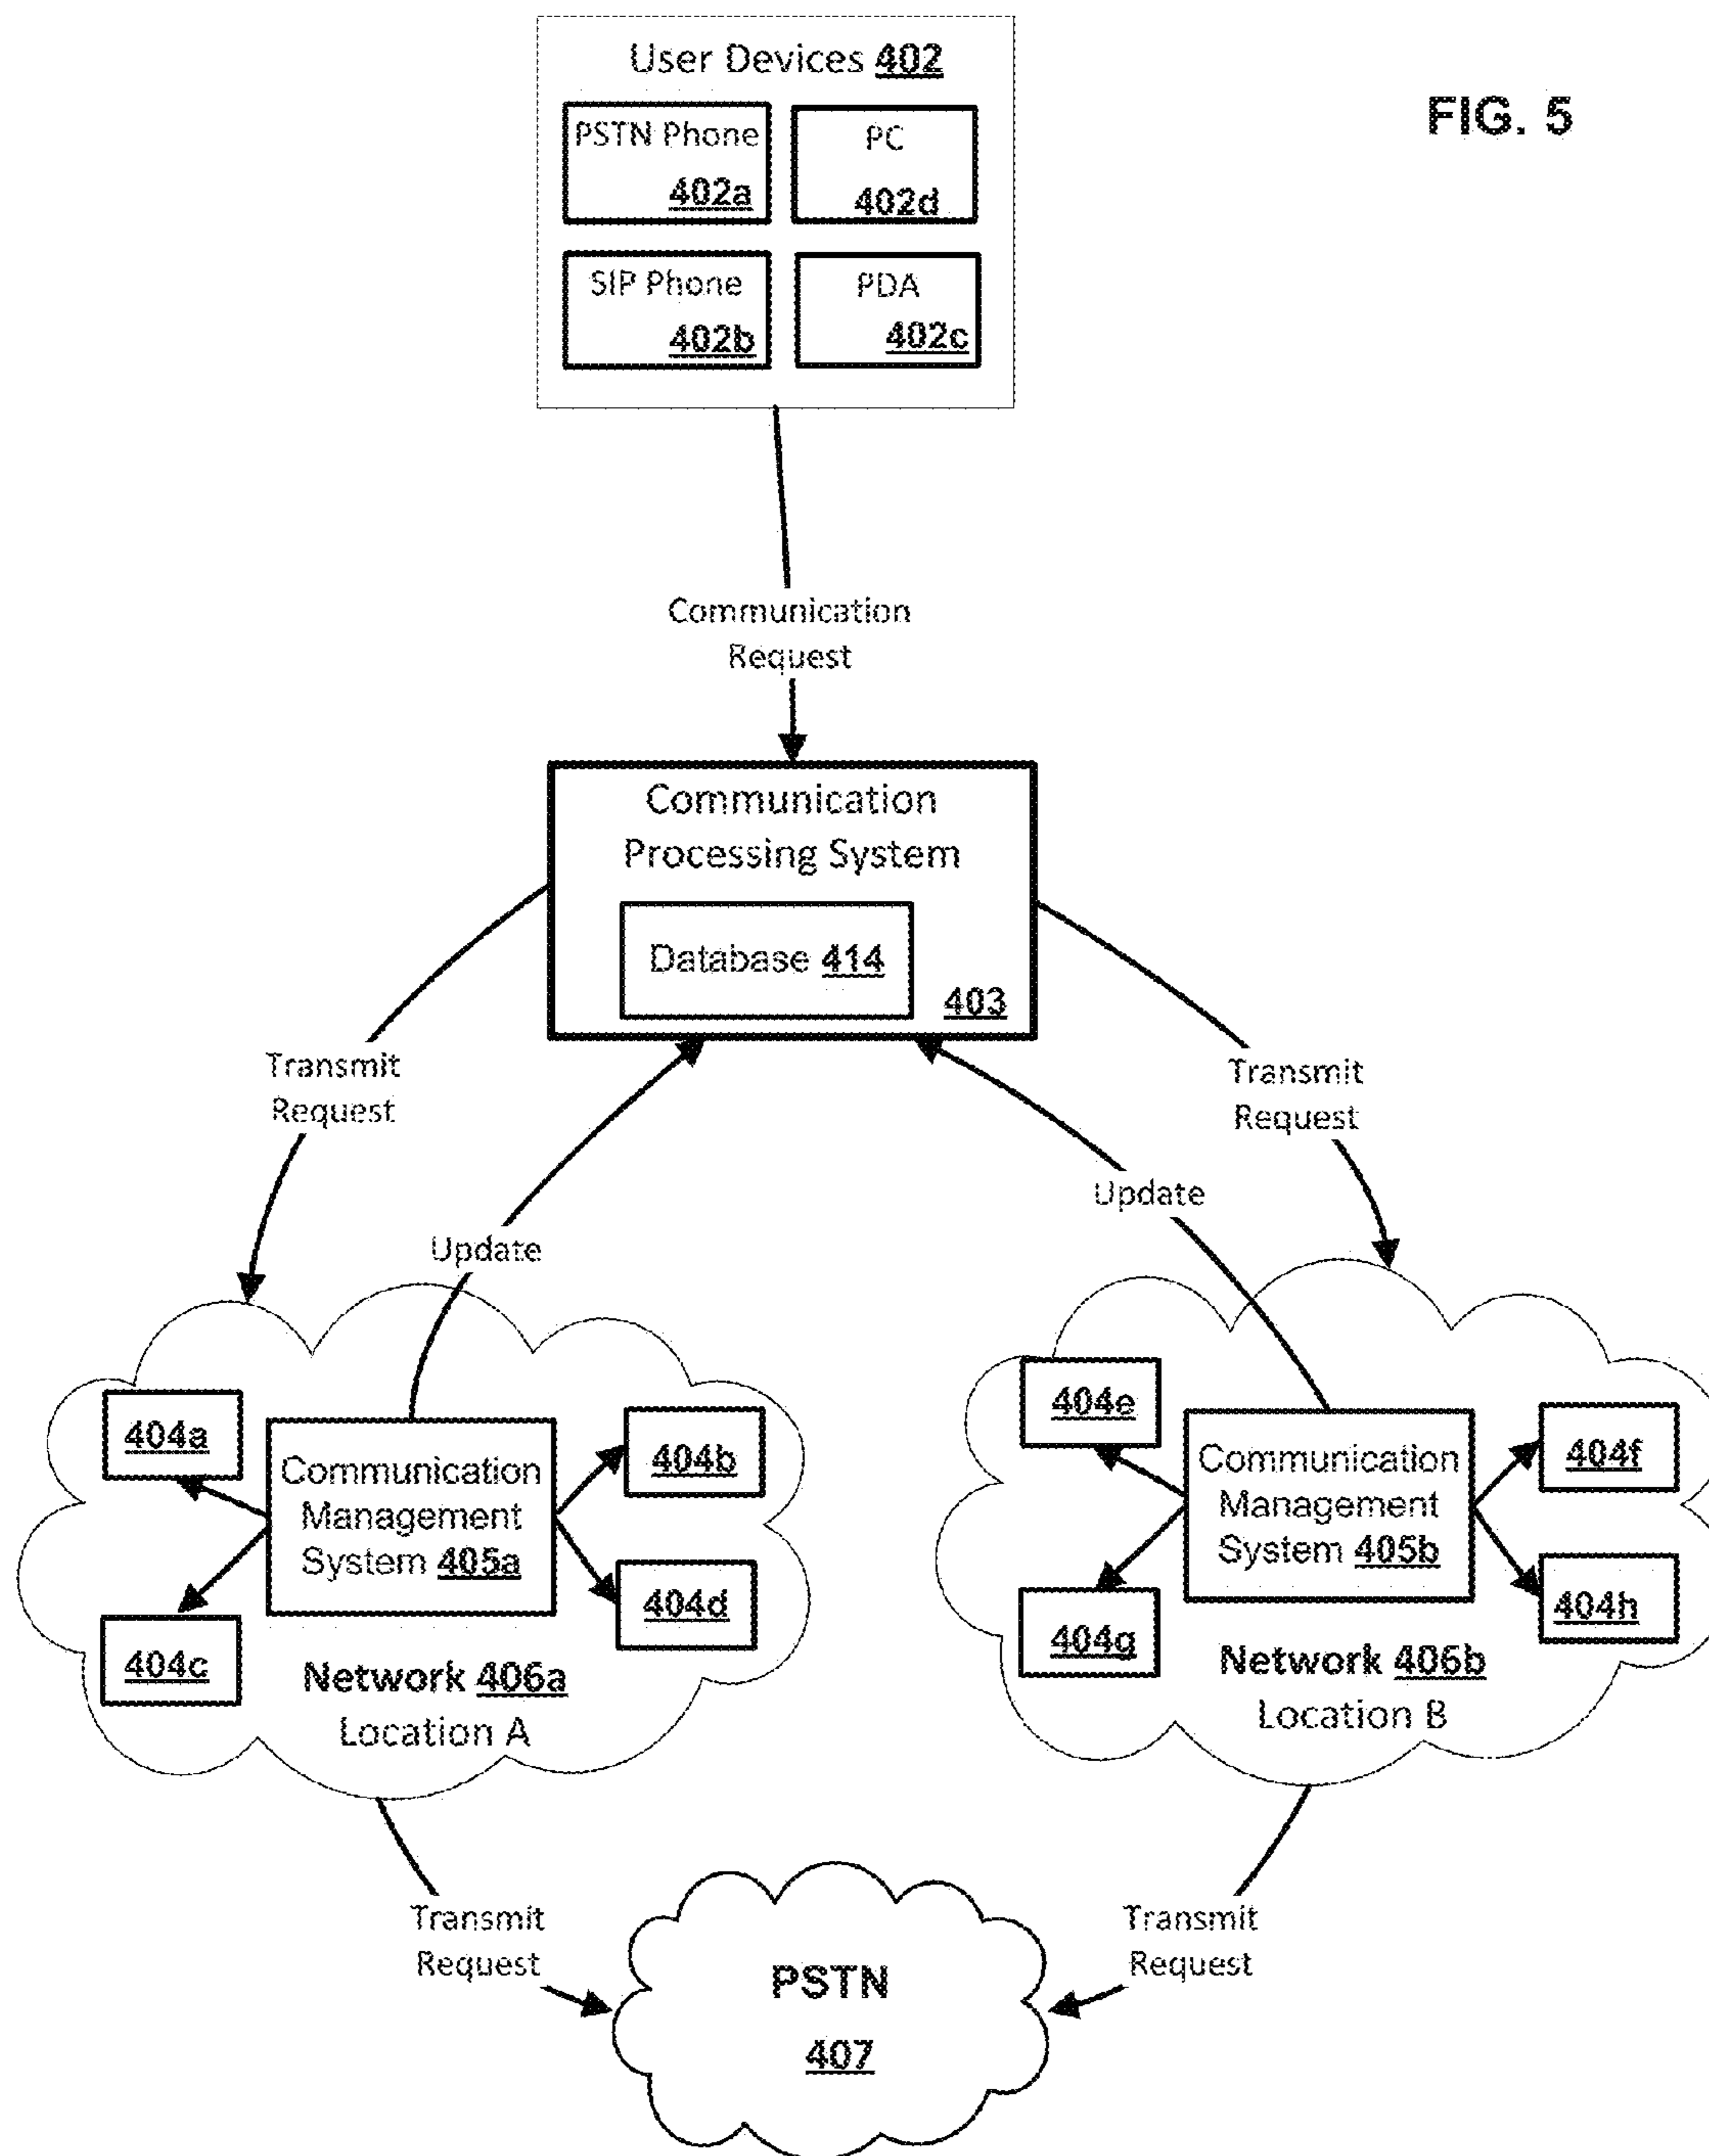 FIG. 5
User Devices 402
PSTN Phone
402a
PC
402d
SIP Phone
402b
PDA
402c
Communication
Request
Communication
Processing System
Database 414
403
Transmit
Request
Transmit
Request
Update
Update
404a
Communication
Management
System 405a
404b
404c
404d
Network 406a
Location A
404e
Communication
Management
System 405b
404f
404g
404h
Network 406b
Location B
Transmit
Request
Transmit
Request
PSTN
407